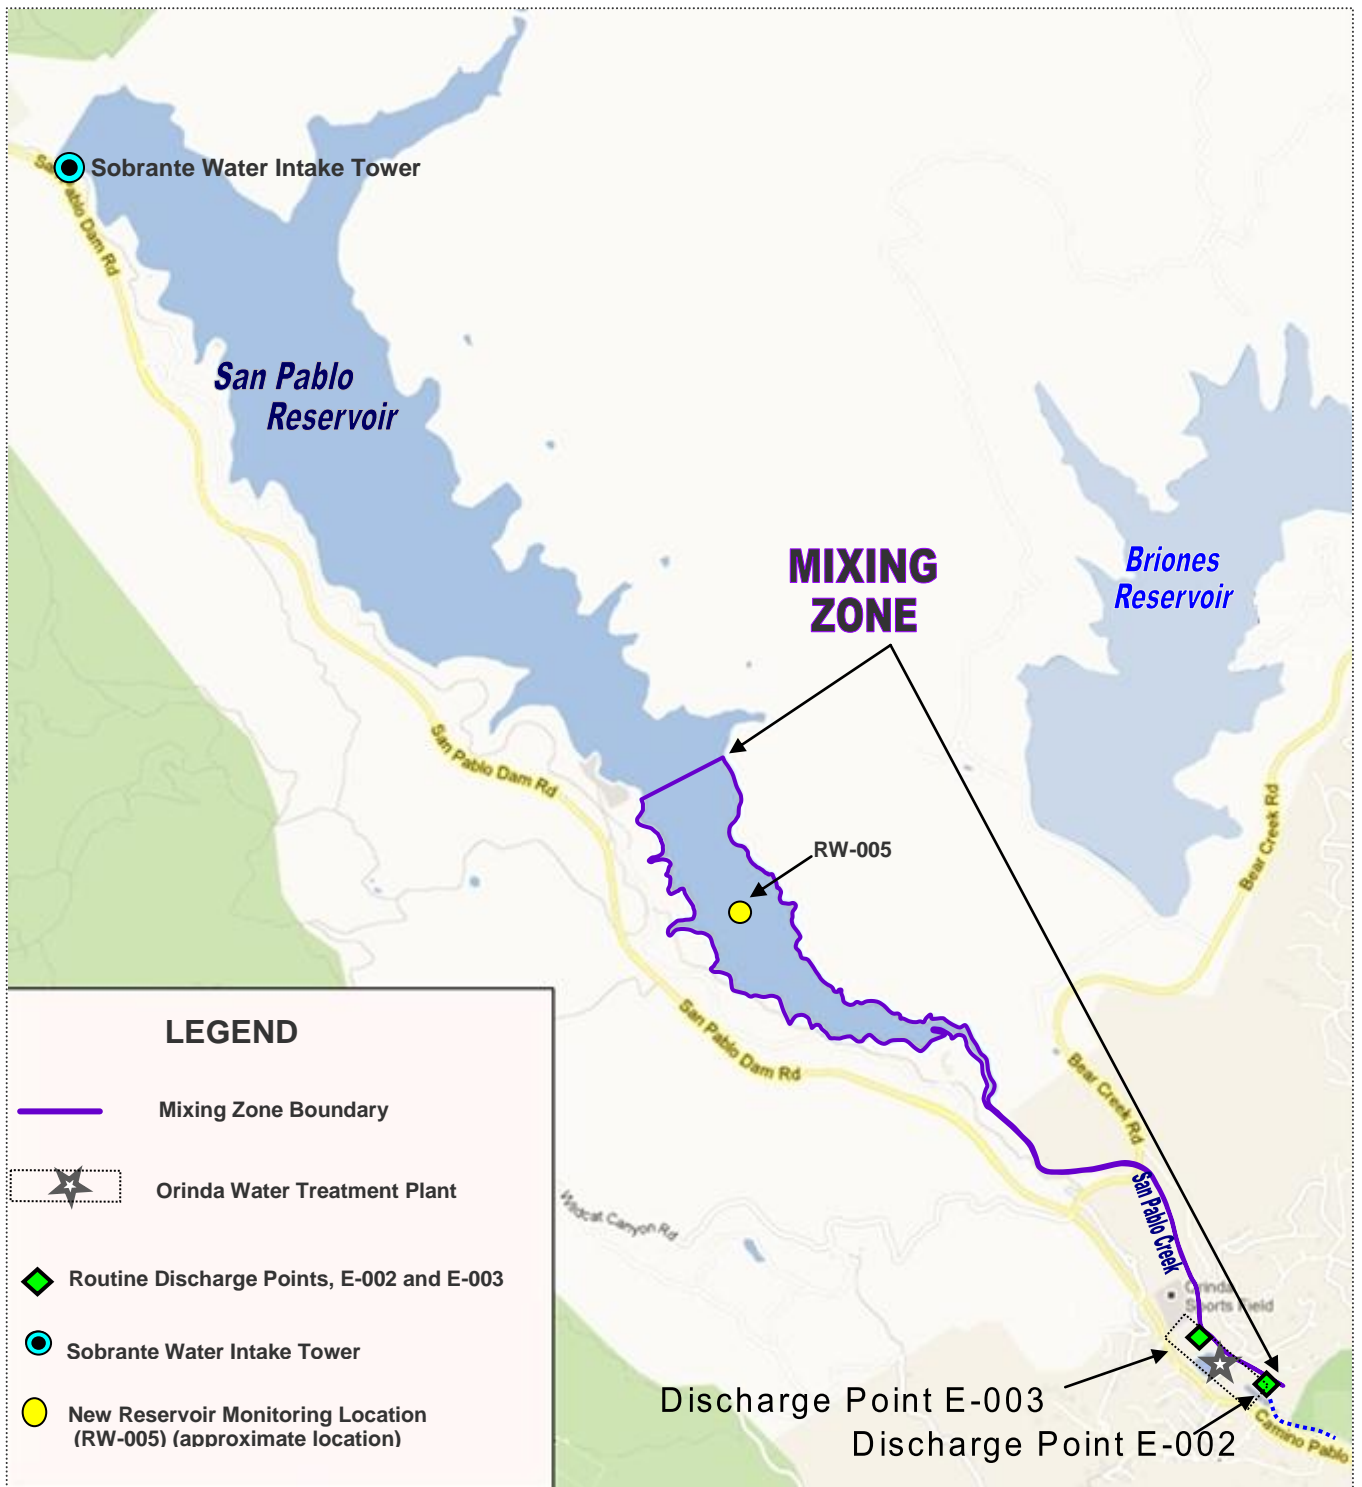 Sobrante Water Intake Tower
San Pablo Dam Rd
San Pablo
Reservoir
MIXING
ZONE
Briones
Reservoir
San Pablo Dam Rd
RW-005
Bear Creek Rd
San Pablo Dam Rd
Bear Creek Rd
San Pablo Creek
Wildcat Canyon Rd
Orinda
Sports Field
Discharge Point E-003
Discharge Point E-002
Camino Pablo
LEGEND
Mixing Zone Boundary
Orinda Water Treatment Plant
Routine Discharge Points, E-002 and E-003
Sobrante Water Intake Tower
New Reservoir Monitoring Location
(RW-005) (approximate location)